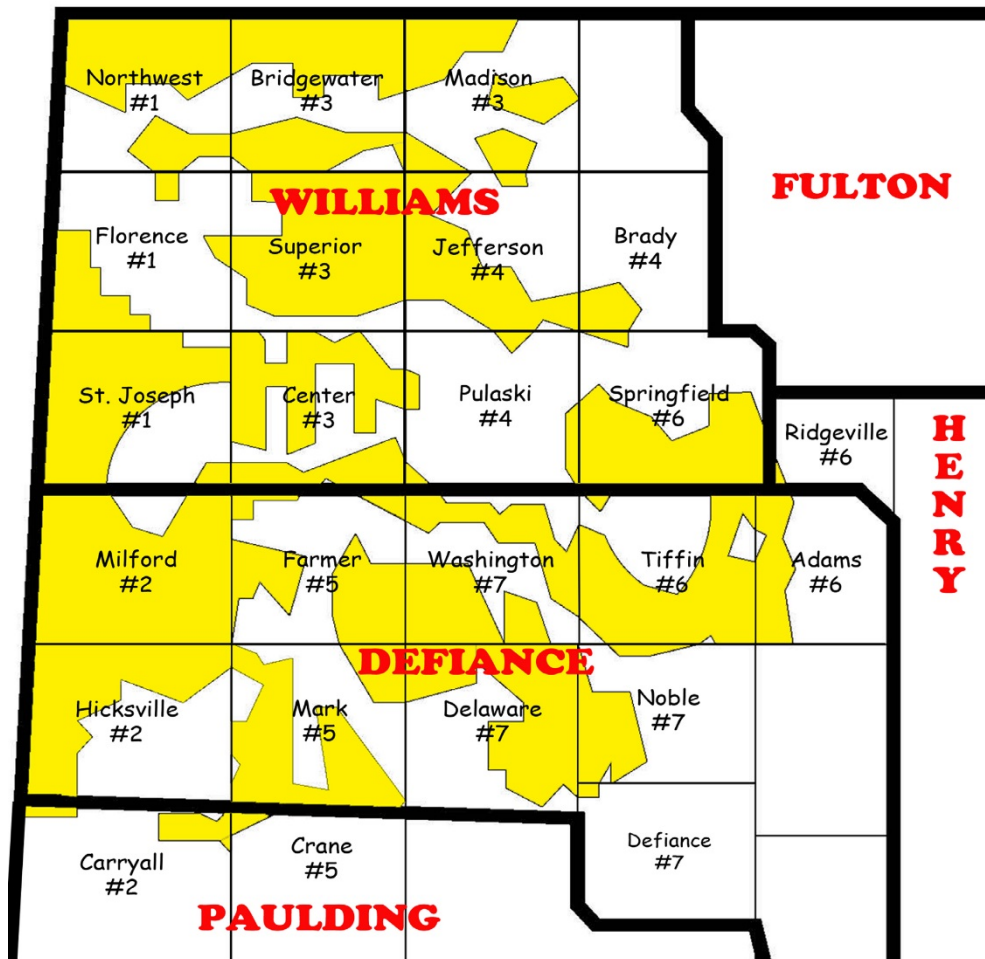 Northwest
#1
Bridgewater
#3
Madison
#3
FULTON
WILLIAMS
Florence
#1
Superior
#3
Jefferson
#4
Brady
#4
St. Joseph
#1
Center
#3
Pulaski
#4
Springfield
#6
Ridgeville
#6
HENRY
Milford
#2
Farmer
#5
Washington
#7
Tiffin
#6
Adams
#6
DEFIANCE
Hicksville
#2
Mark
#5
Delaware
#7
Noble
#7
Carryall
#2
Crane
#5
Defiance
#7
PAULDING